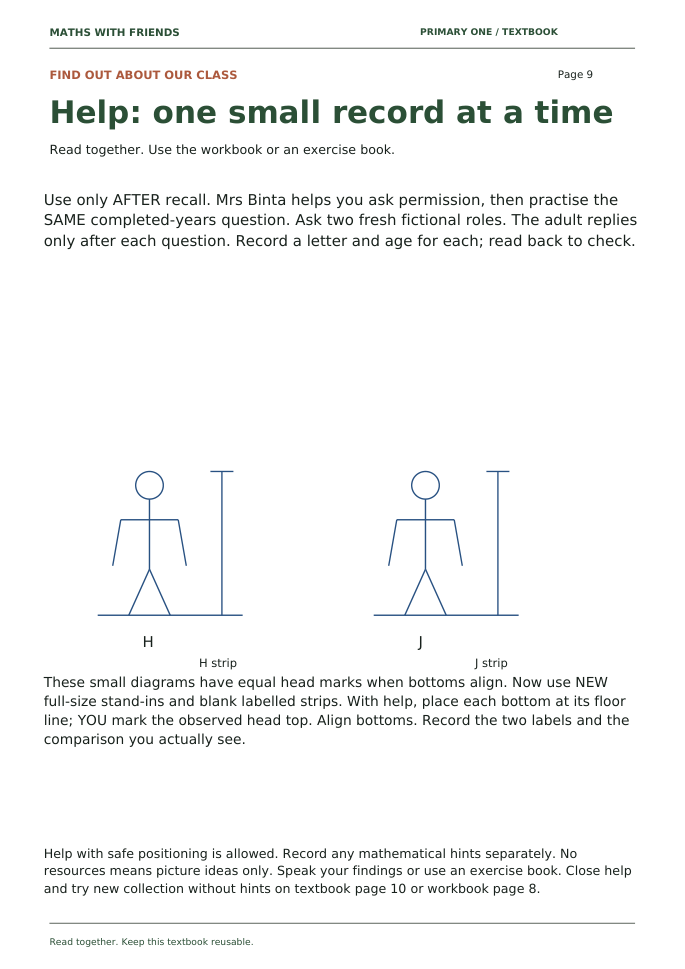 MATHS WITH FRIENDS
PRIMARY ONE / TEXTBOOK
FIND OUT ABOUT OUR CLASS
Page 9
Help: one small record at a time
Read together. Use the workbook or an exercise book.
Use only AFTER recall. Mrs Binta helps you ask permission, then practise the
SAME completed-years question. Ask two fresh fictional roles. The adult replies
only after each question. Record a letter and age for each; read back to check.
H
J
H strip
J strip
These small diagrams have equal head marks when bottoms align. Now use NEW
full-size stand-ins and blank labelled strips. With help, place each bottom at its floor
line; YOU mark the observed head top. Align bottoms. Record the two labels and the
comparison you actually see.
Help with safe positioning is allowed. Record any mathematical hints separately. No
resources means picture ideas only. Speak your findings or use an exercise book. Close help
and try new collection without hints on textbook page 10 or workbook page 8.
Read together. Keep this textbook reusable.